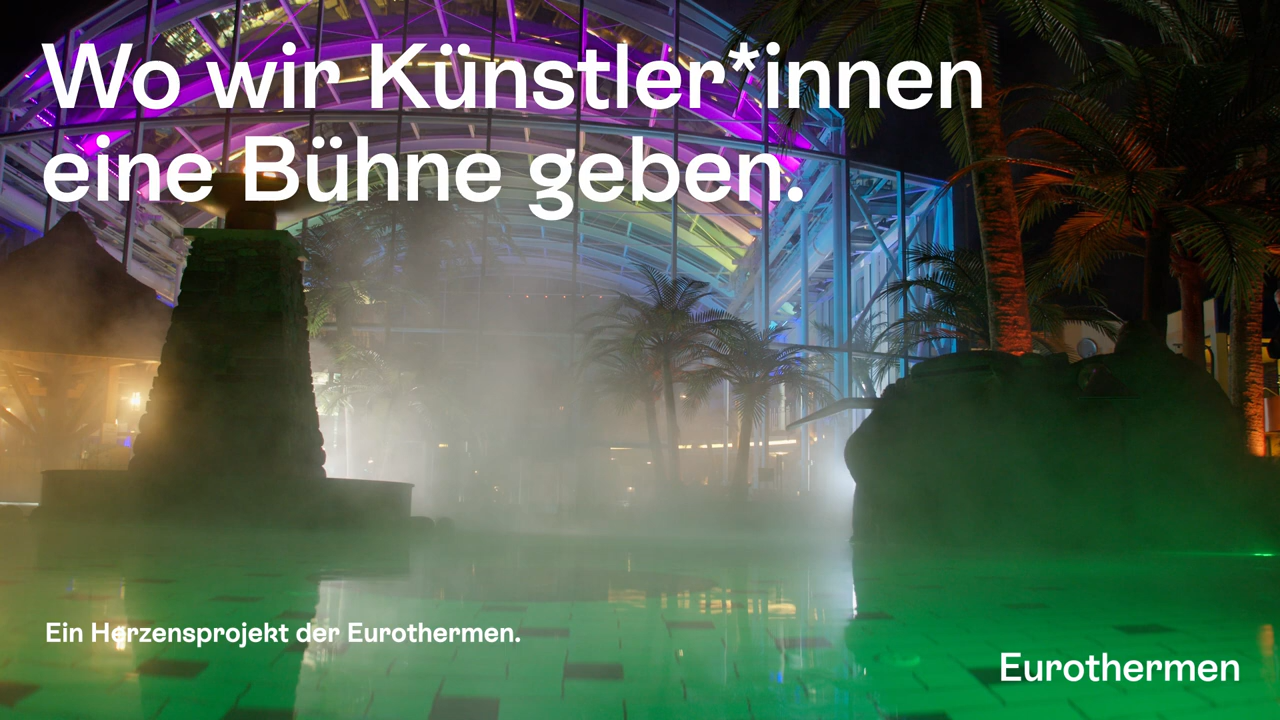 Wo wir Künstler*innen
eine Bühne geben.
Ein Herzensprojekt der Eurothermen.
Eurothermen